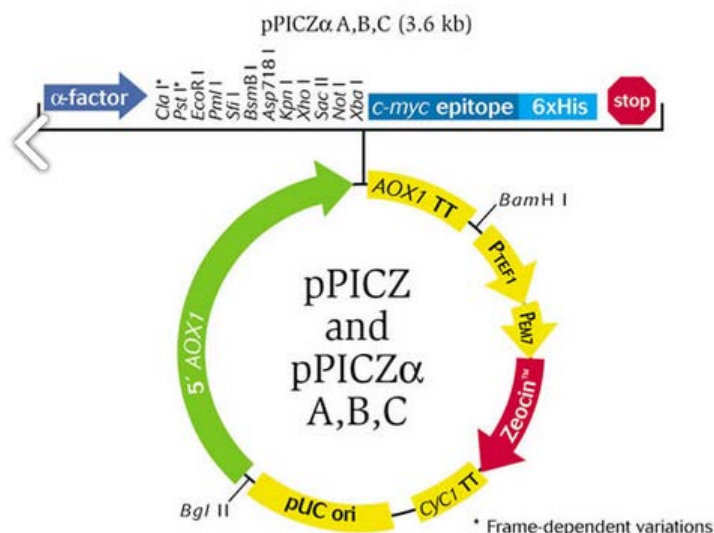 pPICZα A,B,C (3.6 kb)
α-factor
Cla I*
Pst I*
EcoR I
Pml I
Sfi I
BsmB I
Asp718 I
Kpn I
Xho I
Sac II
Not I
Xba I
c-myc epitope
6xHis
stop
AOX1 TT
BamH I
PTEF1
PEM7
Zeocin™
CyC1 TT
pUC ori
Bgl II
5´ AOX1
pPICZ
and
pPICZα
A,B,C
* Frame-dependent variations